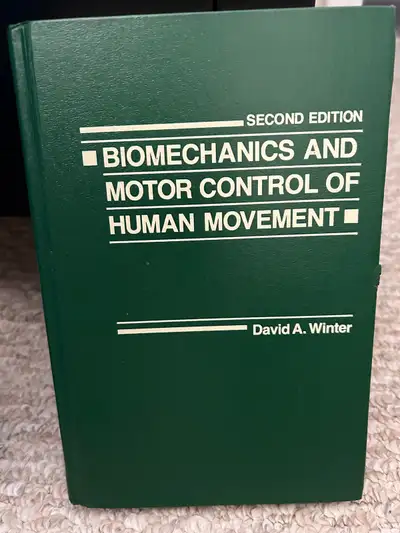 SECOND EDITION
BIOMECHANICS AND
MOTOR CONTROL OF
HUMAN MOVEMENT
David A. Winter